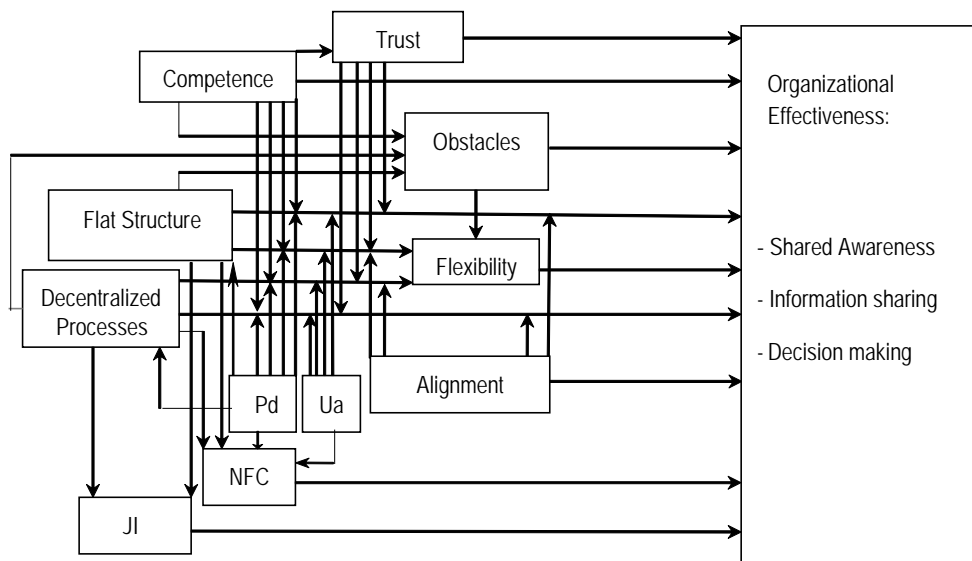 Trust
Competence
Organizational
Effectiveness:
Obstacles
Flat Structure
- Shared Awareness
Flexibility
Decentralized
Processes
- Information sharing
- Decision making
Alignment
Pd
Ua
NFC
JI